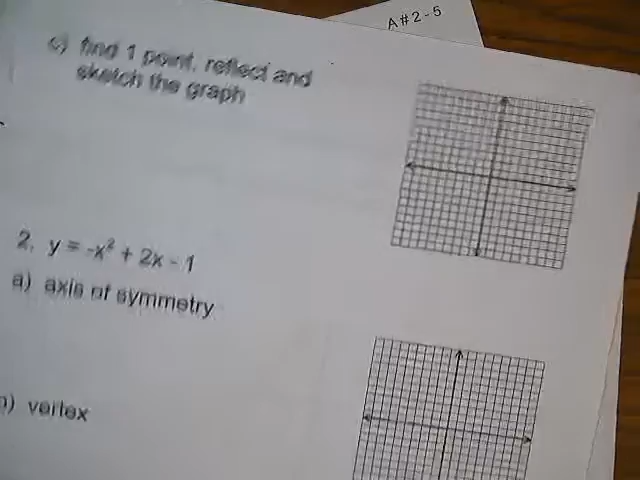 A#2-5
c) find 1 point, reflect and
sketch the graph
2. y = -x² + 2x - 1
a) axis of symmetry
b) vertex